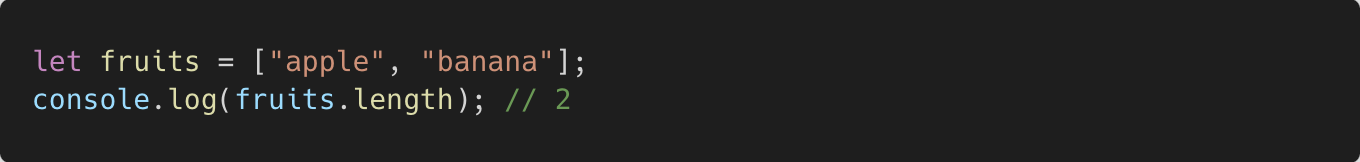 let fruits = ["apple", "banana"];
console.log(fruits.length); // 2